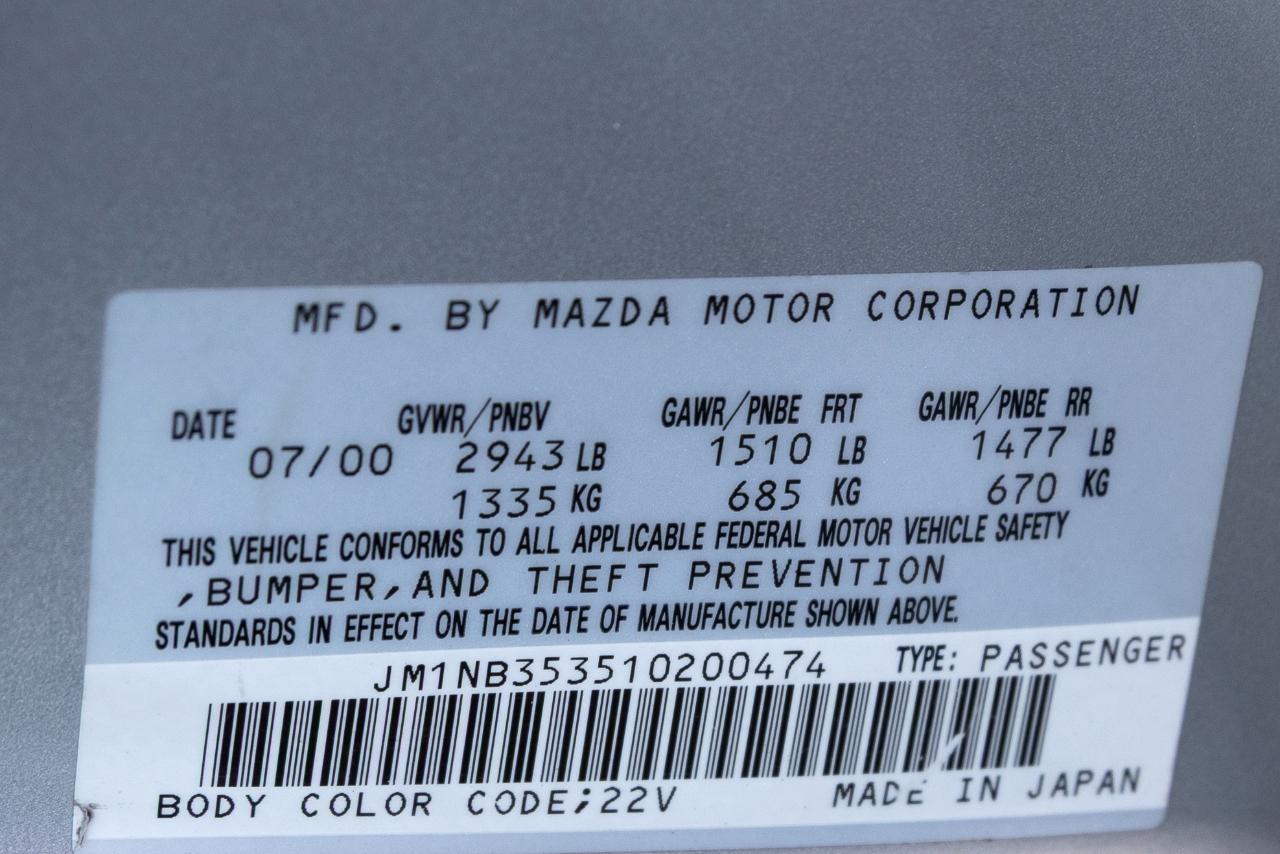 MFD. BY MAZDA MOTOR CORPORATION
DATE GVWR/PNBV GAWR/PNBE FRT GAWR/PNBE RR
07/00 2943 LB 1510 LB 1477 LB
1335 KG 685 KG 670 KG
THIS VEHICLE CONFORMS TO ALL APPLICABLE FEDERAL MOTOR VEHICLE SAFETY
,BUMPER,AND THEFT PREVENTION
STANDARDS IN EFFECT ON THE DATE OF MANUFACTURE SHOWN ABOVE.
JM1NB353510200474 TYPE: PASSENGER
BODY COLOR CODE;22V MADE IN JAPAN